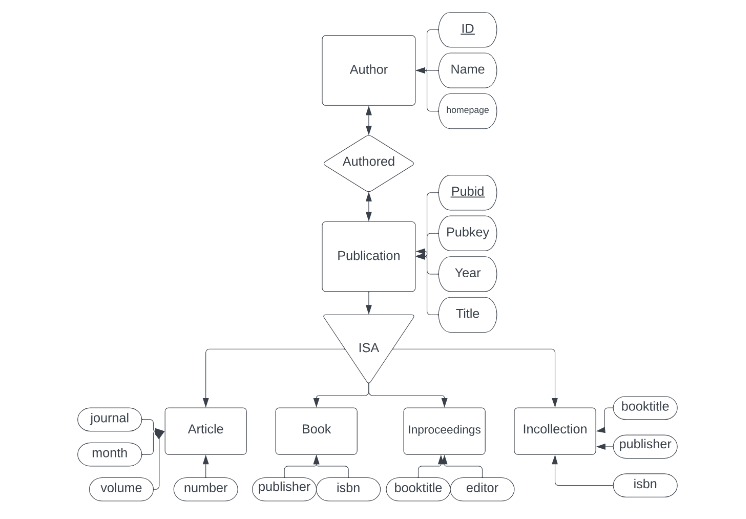 ID
Author
Name
homepage
Authored
Pubid
Pubkey
Publication
Year
Title
ISA
journal
month
volume
Article
number
Book
publisher
isbn
Inproceedings
booktitle
editor
Incollection
booktitle
publisher
isbn